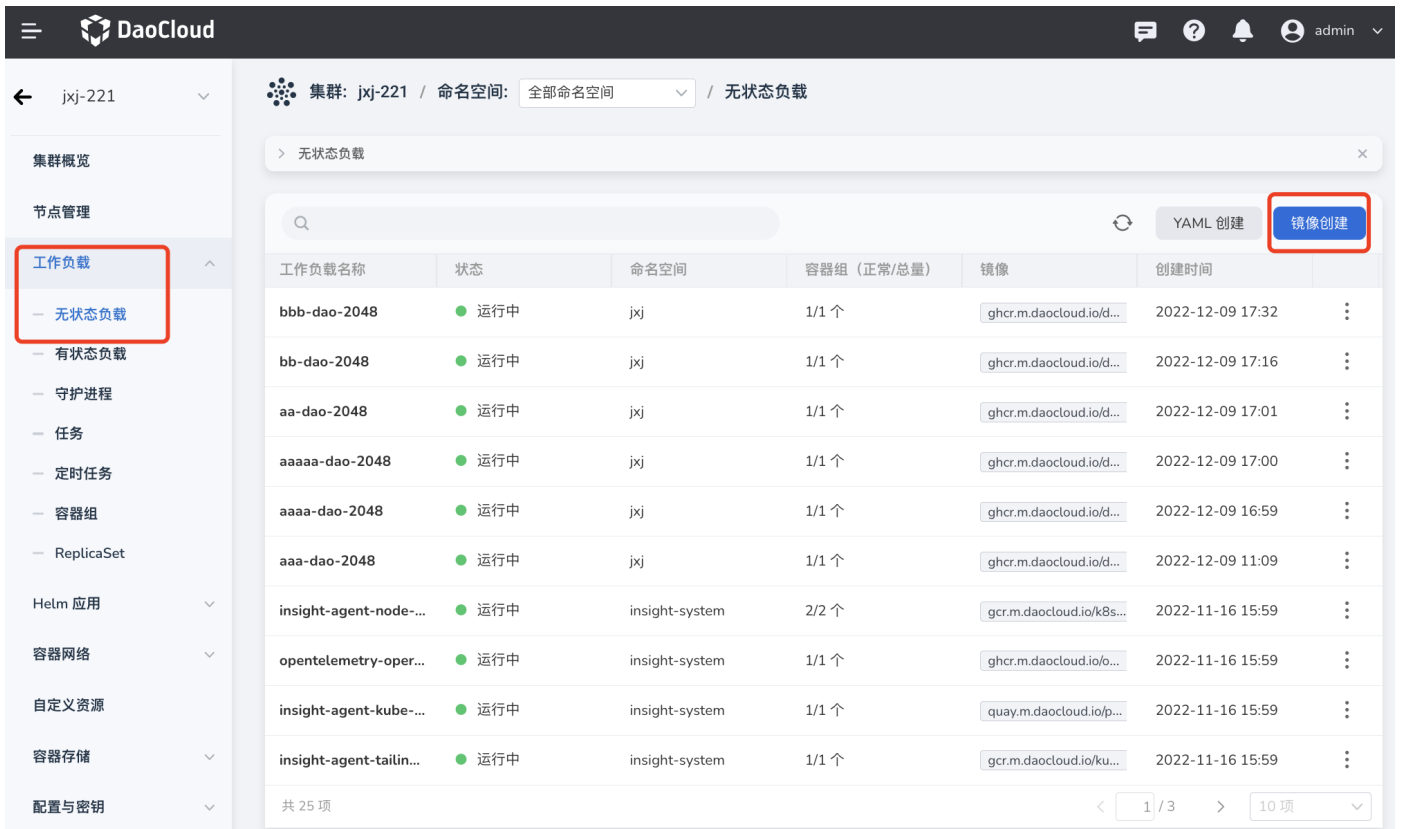 DaoCloud
admin
jxj-221
集群: jxj-221 / 命名空间: 全部命名空间 / 无状态负载
集群概览
节点管理
工作负载
无状态负载
有状态负载
守护进程
任务
定时任务
容器组
ReplicaSet
Helm 应用
容器网络
自定义资源
容器存储
配置与密钥
无状态负载
YAML 创建
镜像创建
工作负载名称 状态 命名空间 容器组（正常/总量） 镜像 创建时间
bbb-dao-2048 运行中 jxj 1/1 个 ghcr.m.daocloud.io/d... 2022-12-09 17:32
bb-dao-2048 运行中 jxj 1/1 个 ghcr.m.daocloud.io/d... 2022-12-09 17:16
aa-dao-2048 运行中 jxj 1/1 个 ghcr.m.daocloud.io/d... 2022-12-09 17:01
aaaaa-dao-2048 运行中 jxj 1/1 个 ghcr.m.daocloud.io/d... 2022-12-09 17:00
aaaa-dao-2048 运行中 jxj 1/1 个 ghcr.m.daocloud.io/d... 2022-12-09 16:59
aaa-dao-2048 运行中 jxj 1/1 个 ghcr.m.daocloud.io/d... 2022-12-09 11:09
insight-agent-node-... 运行中 insight-system 2/2 个 gcr.m.daocloud.io/k8s... 2022-11-16 15:59
opentelemetry-oper... 运行中 insight-system 1/1 个 ghcr.m.daocloud.io/o... 2022-11-16 15:59
insight-agent-kube-... 运行中 insight-system 1/1 个 quay.m.daocloud.io/p... 2022-11-16 15:59
insight-agent-tailin... 运行中 insight-system 1/1 个 gcr.m.daocloud.io/ku... 2022-11-16 15:59
共 25 项
1 / 3
10 项